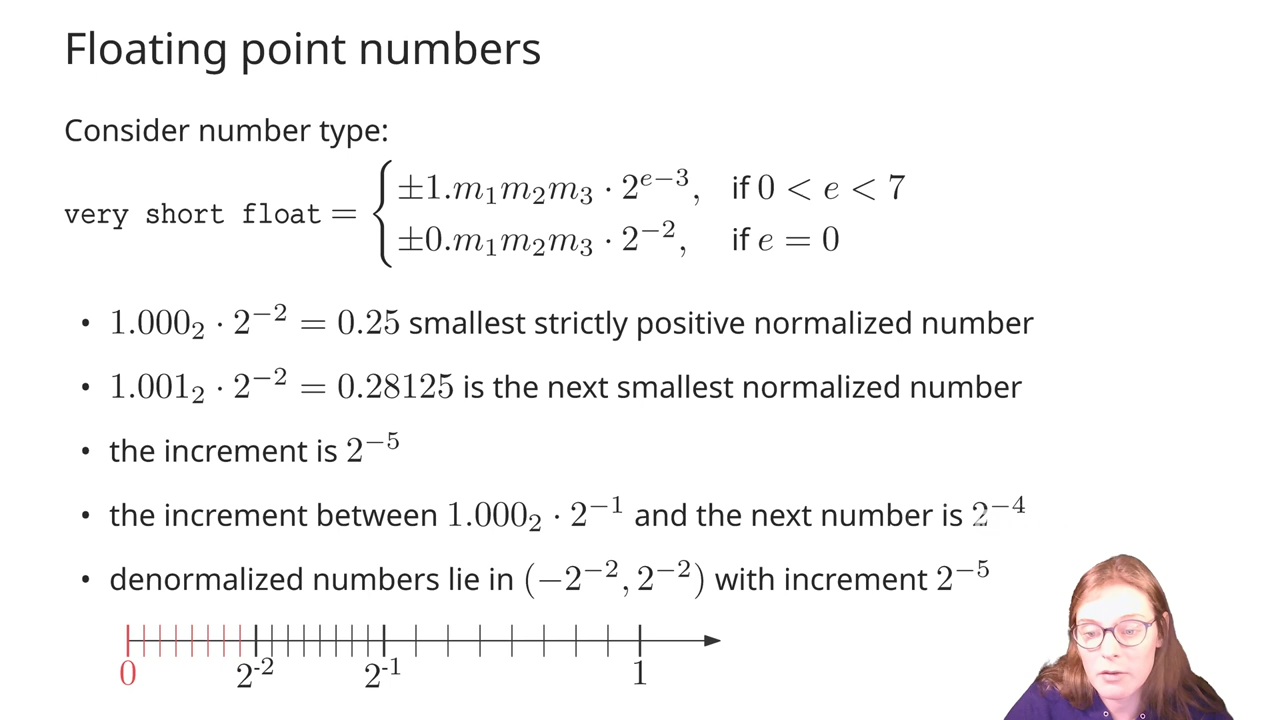 Floating point numbers
Consider number type:
very short float = { ±1.m₁m₂m₃ · 2ᵉ⁻³, if 0 < e < 7
±0.m₁m₂m₃ · 2⁻², if e = 0
• 1.000₂ · 2⁻² = 0.25 smallest strictly positive normalized number
• 1.001₂ · 2⁻² = 0.28125 is the next smallest normalized number
• the increment is 2⁻⁵
• the increment between 1.000₂ · 2⁻¹ and the next number is 2⁻⁴
• denormalized numbers lie in (−2⁻², 2⁻²) with increment 2⁻⁵
0 2⁻² 2⁻¹ 1